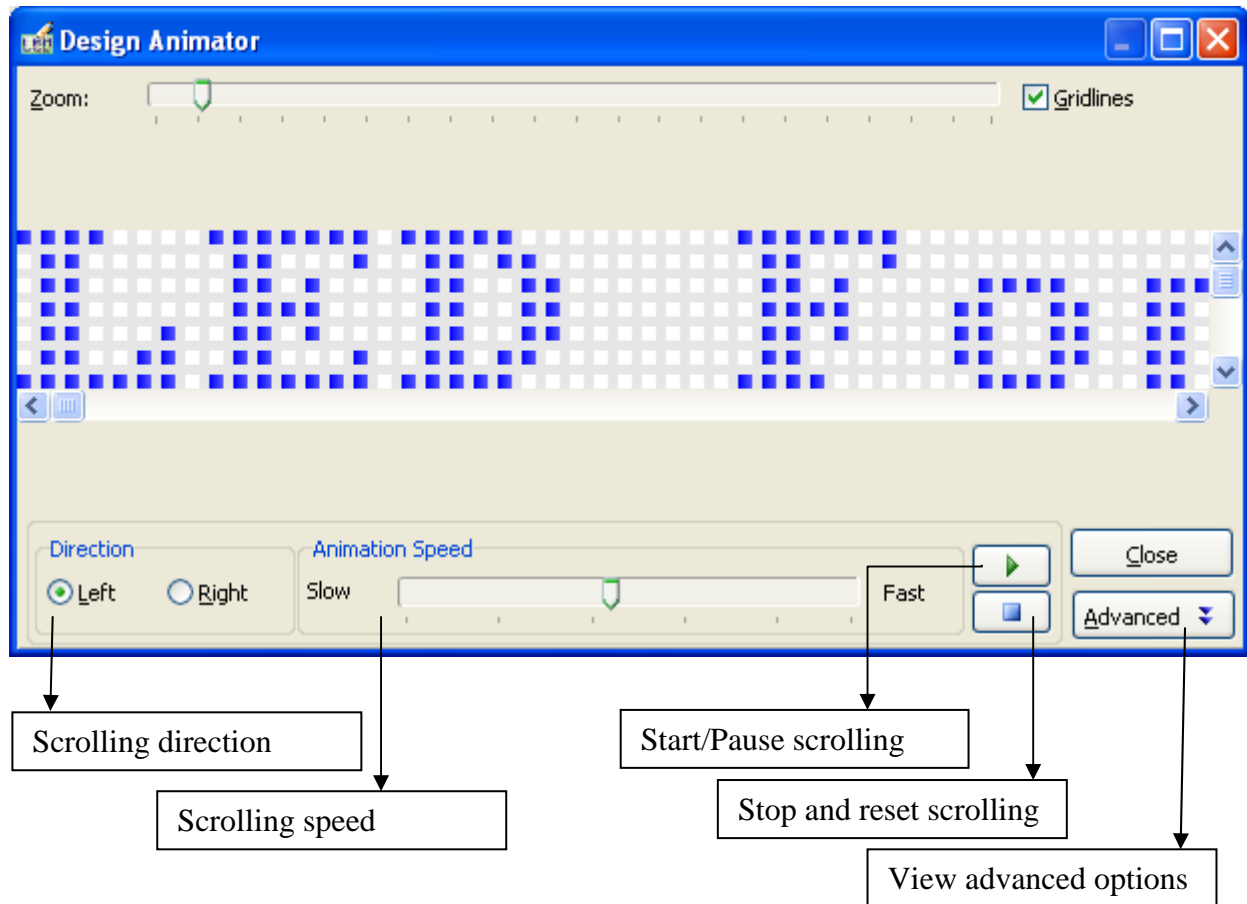 Design Animator
Zoom:
Gridlines
LED
Direction
Animation Speed
Left
Right
Slow
Fast
Close
Advanced
Scrolling direction
Start/Pause scrolling
Scrolling speed
Stop and reset scrolling
View advanced options